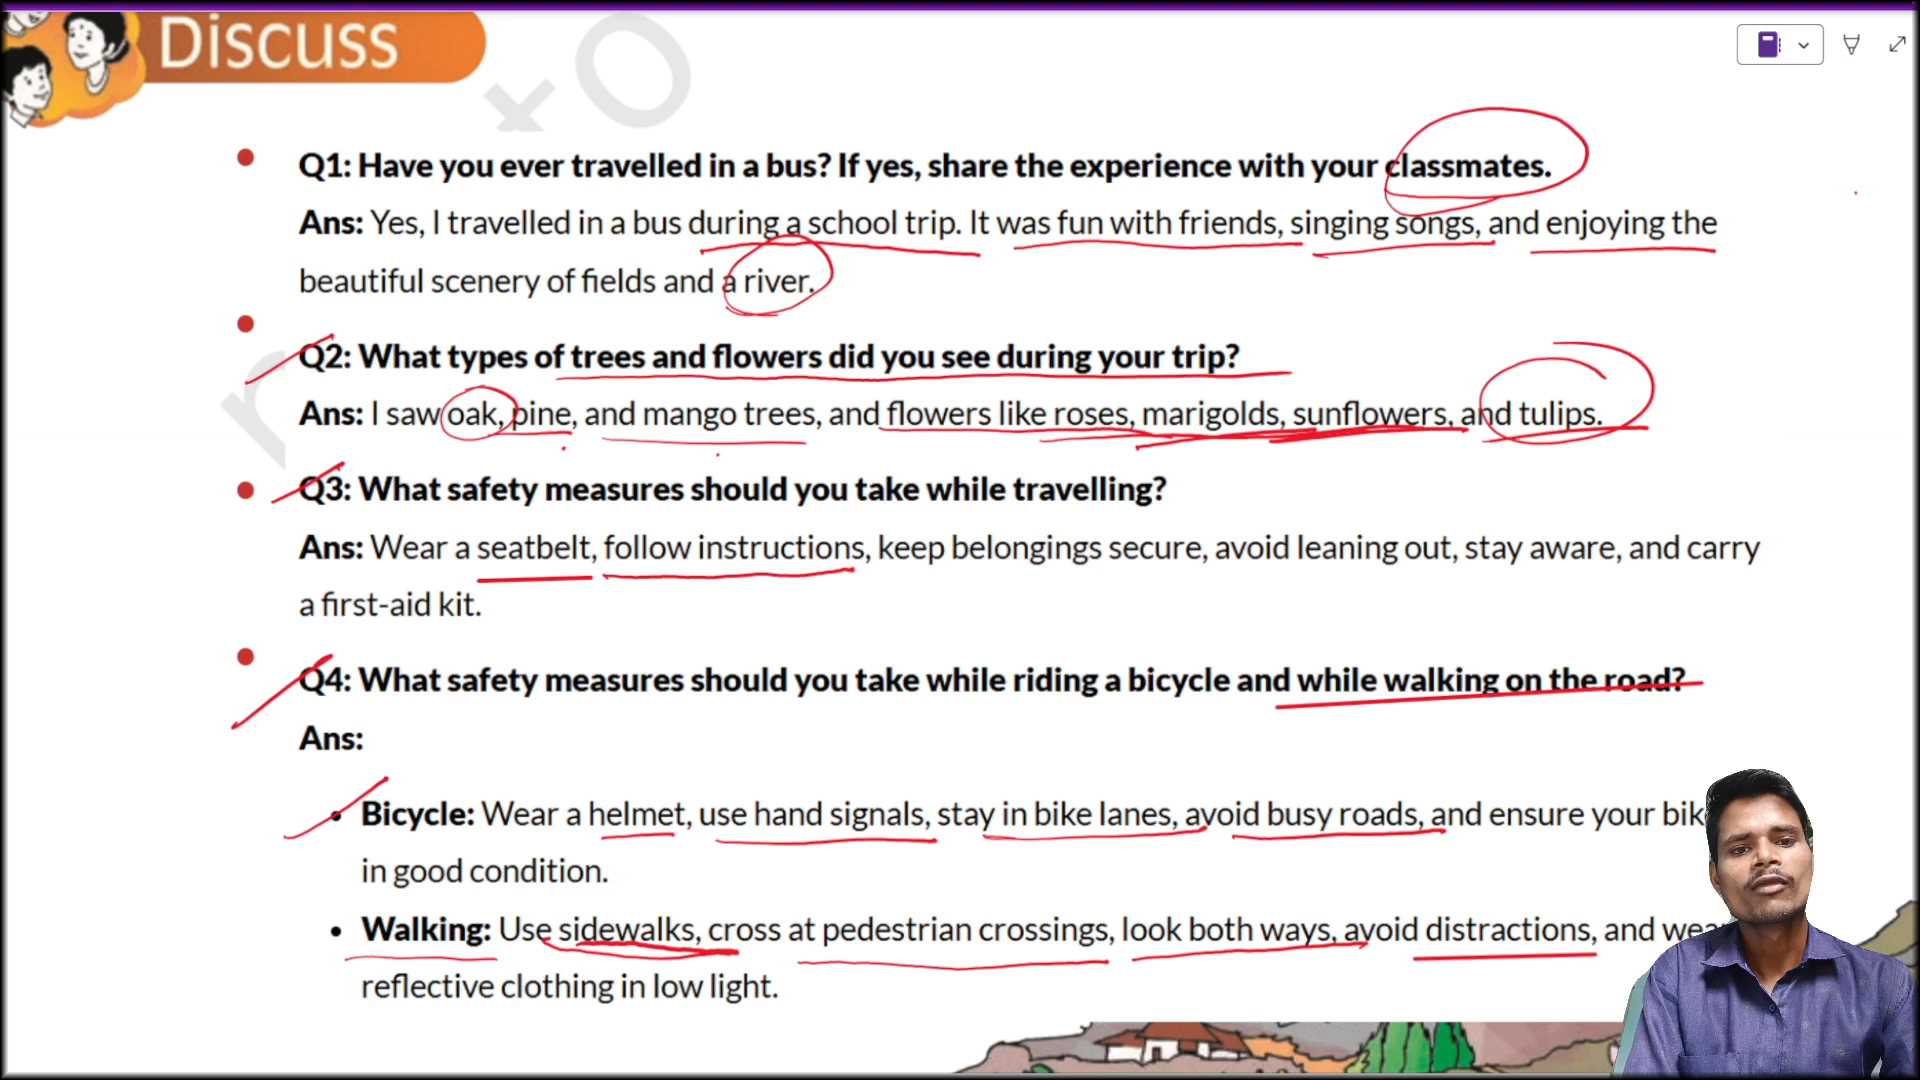 Discuss
Q1: Have you ever travelled in a bus? If yes, share the experience with your classmates.
Ans: Yes, I travelled in a bus during a school trip. It was fun with friends, singing songs, and enjoying the
beautiful scenery of fields and a river.
Q2: What types of trees and flowers did you see during your trip?
Ans: I saw oak, pine, and mango trees, and flowers like roses, marigolds, sunflowers, and tulips.
Q3: What safety measures should you take while travelling?
Ans: Wear a seatbelt, follow instructions, keep belongings secure, avoid leaning out, stay aware, and carry
a first-aid kit.
Q4: What safety measures should you take while riding a bicycle and while walking on the road?
Ans:
• Bicycle: Wear a helmet, use hand signals, stay in bike lanes, avoid busy roads, and ensure your
in good condition.
• Walking: Use sidewalks, cross at pedestrian crossings, look both ways, avoid distractions, and
reflective clothing in low light.